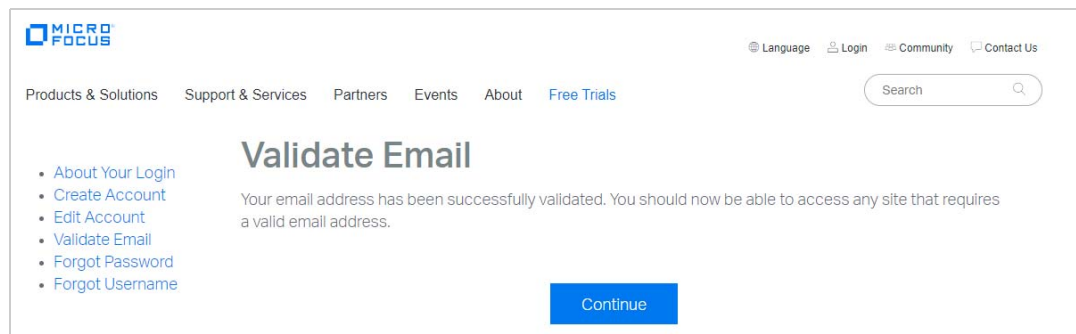 MICRO
FOCUS
Language Login Community Contact Us
Products & Solutions Support & Services Partners Events About Free Trials Search
Validate Email
• About Your Login
• Create Account
• Edit Account
• Validate Email
• Forgot Password
• Forgot Username
Your email address has been successfully validated. You should now be able to access any site that requires
a valid email address.
Continue